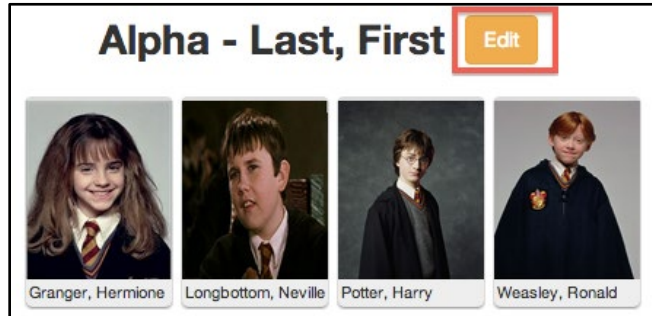 Alpha - Last, First Edit
Granger, Hermione Longbottom, Neville Potter, Harry Weasley, Ronald